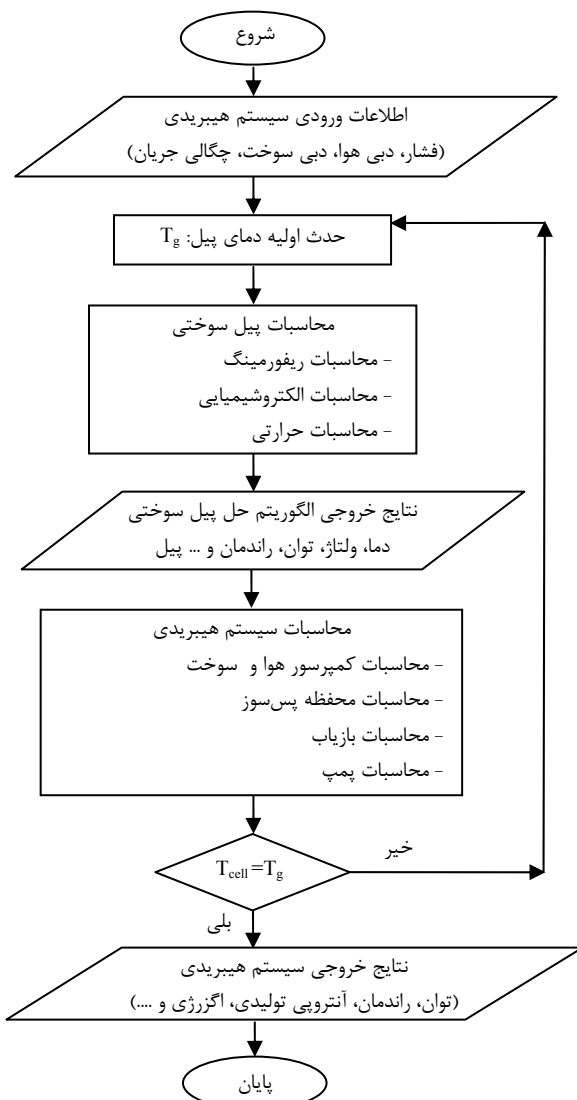 شروع
اطلاعات ورودی سیستم هیبریدی
(فشار، دبی هوا، دبی سوخت، چگالی جریان)
حدث اولیه دمای پیل: Tg
محاسبات پیل سوختی
- محاسبات ریفورمینگ
- محاسبات الکتروشیمیایی
- محاسبات حرارتی
نتایج خروجی الگوریتم حل پیل سوختی
دما، ولتاژ، توان، راندمان و ... پیل
محاسبات سیستم هیبریدی
- محاسبات کمپرسور هوا و سوخت
- محاسبات محفظه پس‌سوز
- محاسبات بازیاب
- محاسبات پمپ
خیر
Tcell=Tg
بلی
نتایج خروجی سیستم هیبریدی
(توان، راندمان، آنتروپی تولیدی، اگزرژی و ....)
پایان